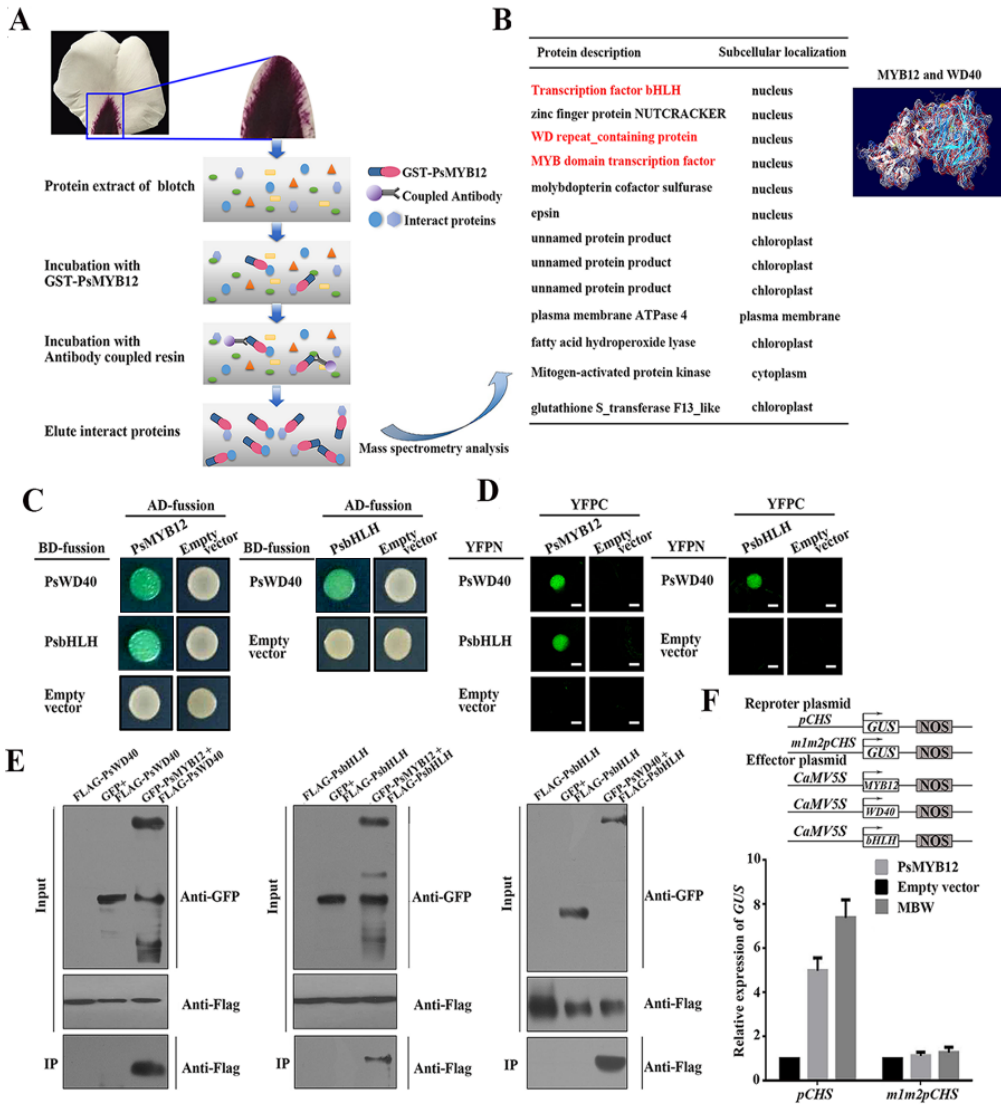 A
Protein extract of blotch
GST-PsMYB12
Coupled Antibody
Interact proteins
Incubation with
GST-PsMYB12
Incubation with
Antibody coupled resin
Elute interact proteins
Mass spectrometry analysis
B
Protein description Subcellular localization
Transcription factor bHLH nucleus
zinc finger protein NUTCRACKER nucleus
WD repeat_containing protein nucleus
MYB domain transcription factor nucleus
molybdopterin cofactor sulfurase nucleus
epsin nucleus
unnamed protein product chloroplast
unnamed protein product chloroplast
unnamed protein product chloroplast
plasma membrane ATPase 4 plasma membrane
fatty acid hydroperoxide lyase chloroplast
Mitogen-activated protein kinase cytoplasm
glutathione S_transferase F13_like chloroplast
MYB12 and WD40
C
AD-fussion
PsMYB12
Empty vector
BD-fussion
PsWD40
PsbHLH
Empty
vector
AD-fussion
PsbHLH
Empty vector
BD-fussion
PsWD40
Empty
vector
D
YFPC
PsMYB12
Empty vector
YFPN
PsWD40
PsbHLH
Empty
vector
YFPC
PsbHLH
Empty vector
YFPN
PsWD40
Empty
vector
E
FLAG-PsWD40
GFP+
FLAG-PsWD40
GFP-PsMYB12+
FLAG-PsWD40
Input
Anti-GFP
Anti-Flag
IP
Anti-Flag
FLAG-PsbHLH
GFP+
FLAG-PsbHLH
GFP-PsMYB12+
FLAG-PsbHLH
Input
Anti-GFP
Anti-Flag
IP
Anti-Flag
FLAG-PsbHLH
GFP+
FLAG-PsbHLH
GFP-PsWD40+
FLAG-PsbHLH
Input
Anti-GFP
Anti-Flag
IP
Anti-Flag
F
Reproter plasmid
pCHS GUS NOS
m1m2pCHS GUS NOS
Effector plasmid
CaMV5S MYB12 NOS
CaMV5S WD40 NOS
CaMV5S bHLH NOS
PsMYB12
Empty vector
MBW
Relative expression of GUS
10
8
6
4
2
0
pCHS m1m2pCHS